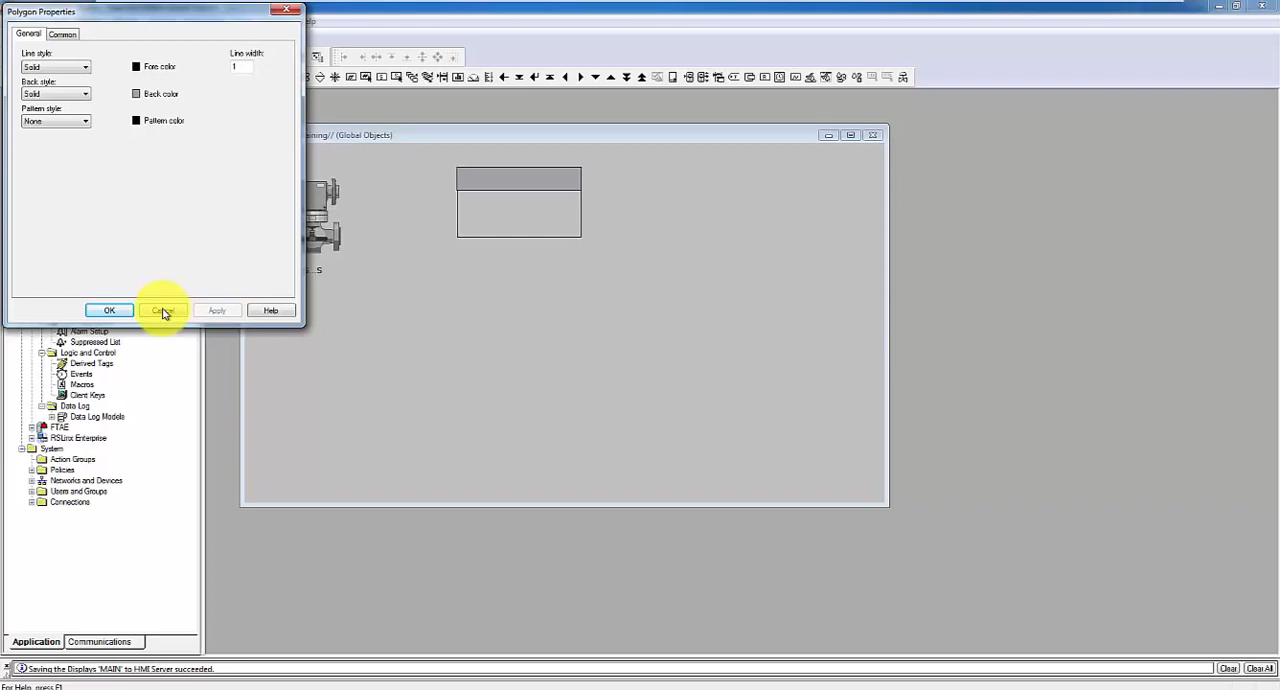 Polygon Properties
General Common
Line style:
Line width:
Solid
Fore color
1
Back style:
Solid
Back color
Pattern style:
None
Pattern color
OK
Cancel
Apply
Help
(Global Objects)
Alarm Setup
Suppressed List
Logic and Control
Derived Tags
Events
Macros
Client Keys
Data Log
Data Log Models
FTAE
RSLinx Enterprise
System
Action Groups
Policies
Networks and Devices
Users and Groups
Connections
Application
Communications
Saving the Displays 'MAIN' to HMI Server succeeded.
Clear
Clear All
For Help, press F1